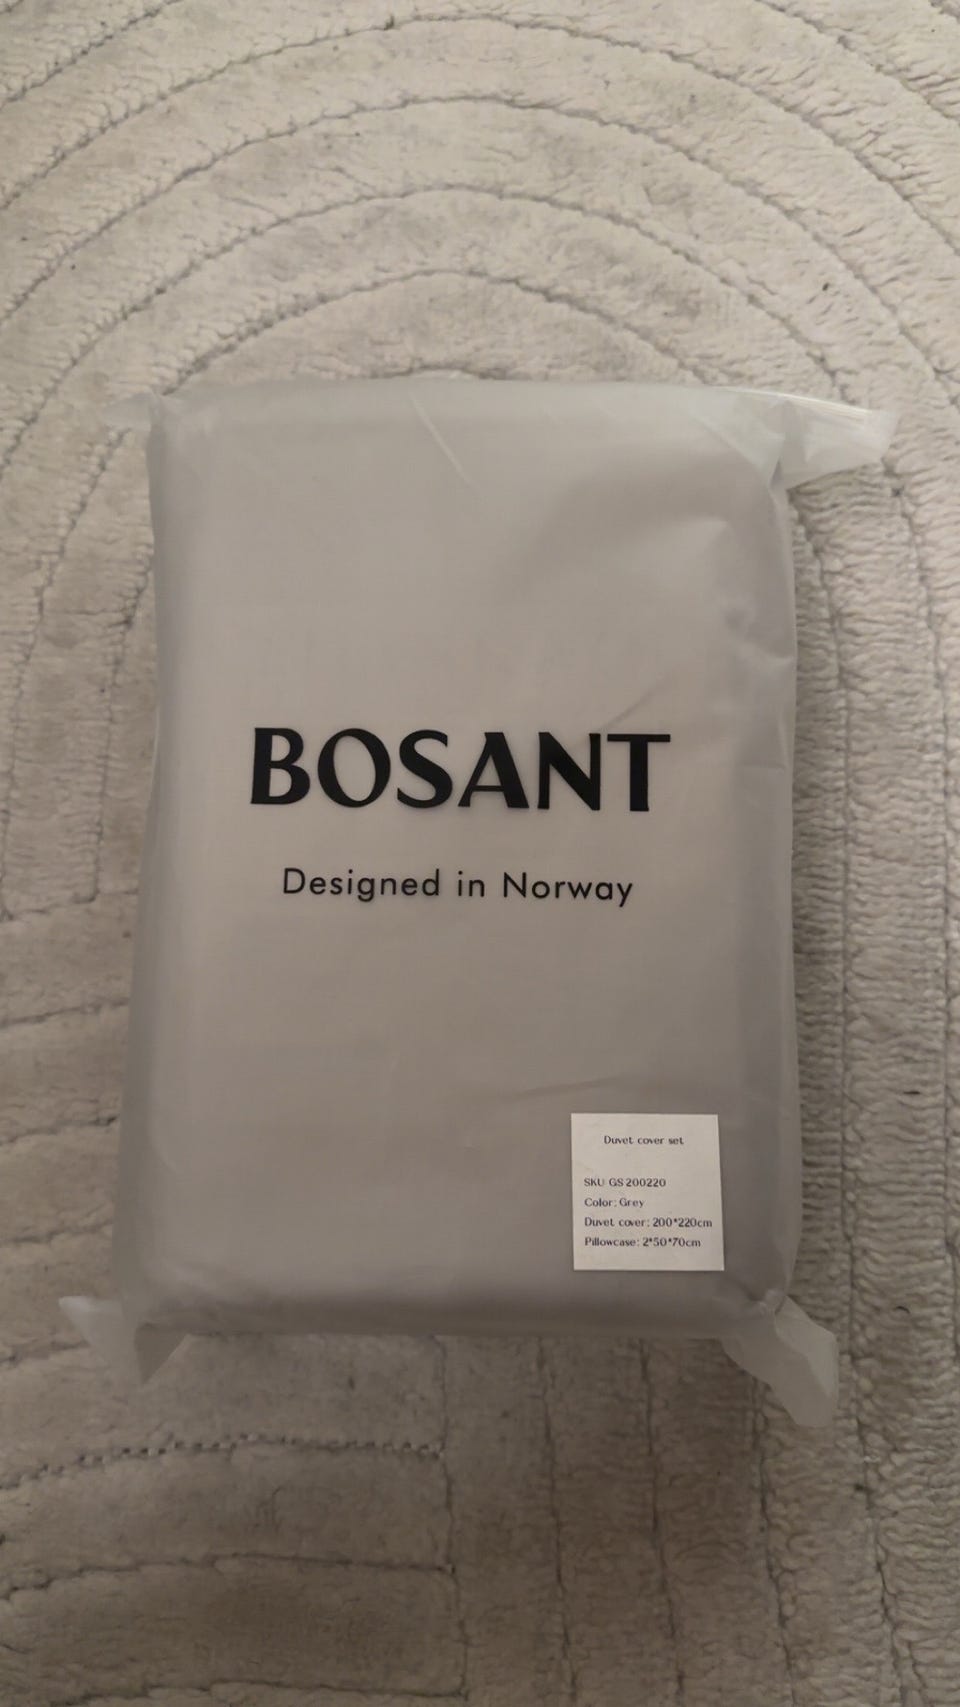 BOSANT
Designed in Norway
Duvet cover set
SKU GS 200220
Color: Grey
Duvet cover: 200*220cm
Pillowcase: 2*50*70cm